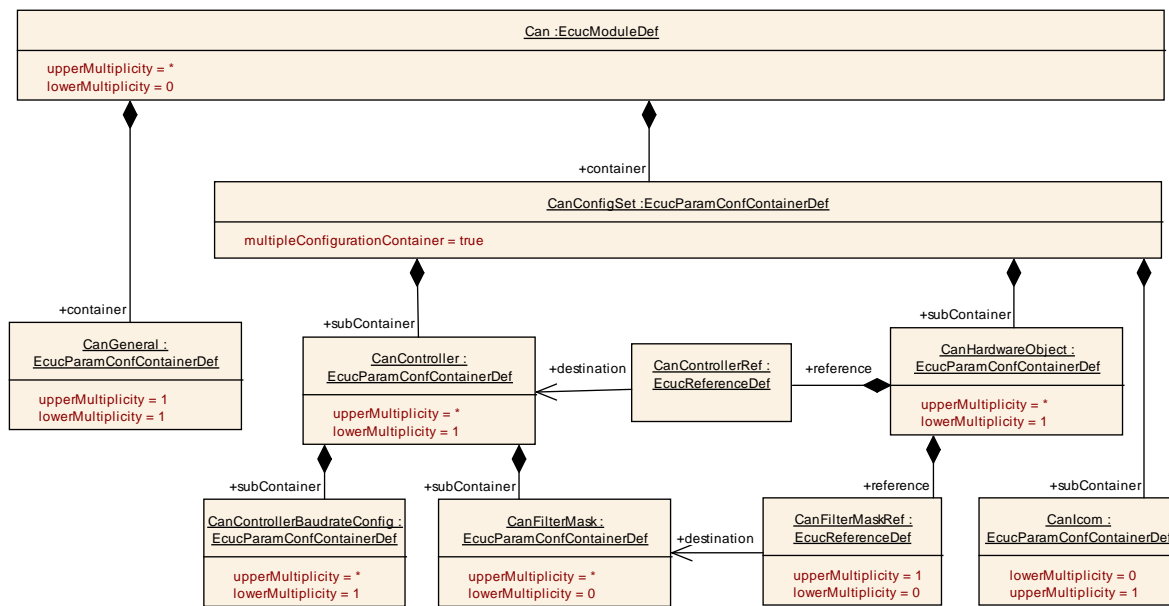 Can :EcucModuleDef
upperMultiplicity = *
lowerMultiplicity = 0
+container
CanConfigSet :EcucParamConfContainerDef
multipleConfigurationContainer = true
+container
CanGeneral :
EcucParamConfContainerDef
upperMultiplicity = 1
lowerMultiplicity = 1
+subContainer
CanController :
EcucParamConfContainerDef
upperMultiplicity = *
lowerMultiplicity = 1
+destination
CanControllerRef :
EcucReferenceDef
+reference
+subContainer
CanHardwareObject :
EcucParamConfContainerDef
upperMultiplicity = *
lowerMultiplicity = 1
+subContainer
CanControllerBaudrateConfig :
EcucParamConfContainerDef
upperMultiplicity = *
lowerMultiplicity = 1
+subContainer
CanFilterMask :
EcucParamConfContainerDef
upperMultiplicity = *
lowerMultiplicity = 0
+destination
+reference
CanFilterMaskRef :
EcucReferenceDef
upperMultiplicity = 1
lowerMultiplicity = 0
+subContainer
CanIcom :
EcucParamConfContainerDef
lowerMultiplicity = 0
upperMultiplicity = 1